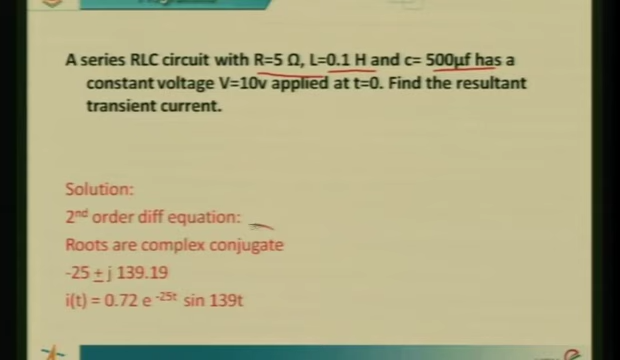 A series RLC circuit with R=5 Ω, L=0.1 H and c= 500µf has a
constant voltage V=10v applied at t=0. Find the resultant
transient current.
Solution:
2nd order diff equation:
Roots are complex conjugate
-25 ± j 139.19
i(t) = 0.72 e -25t sin 139t